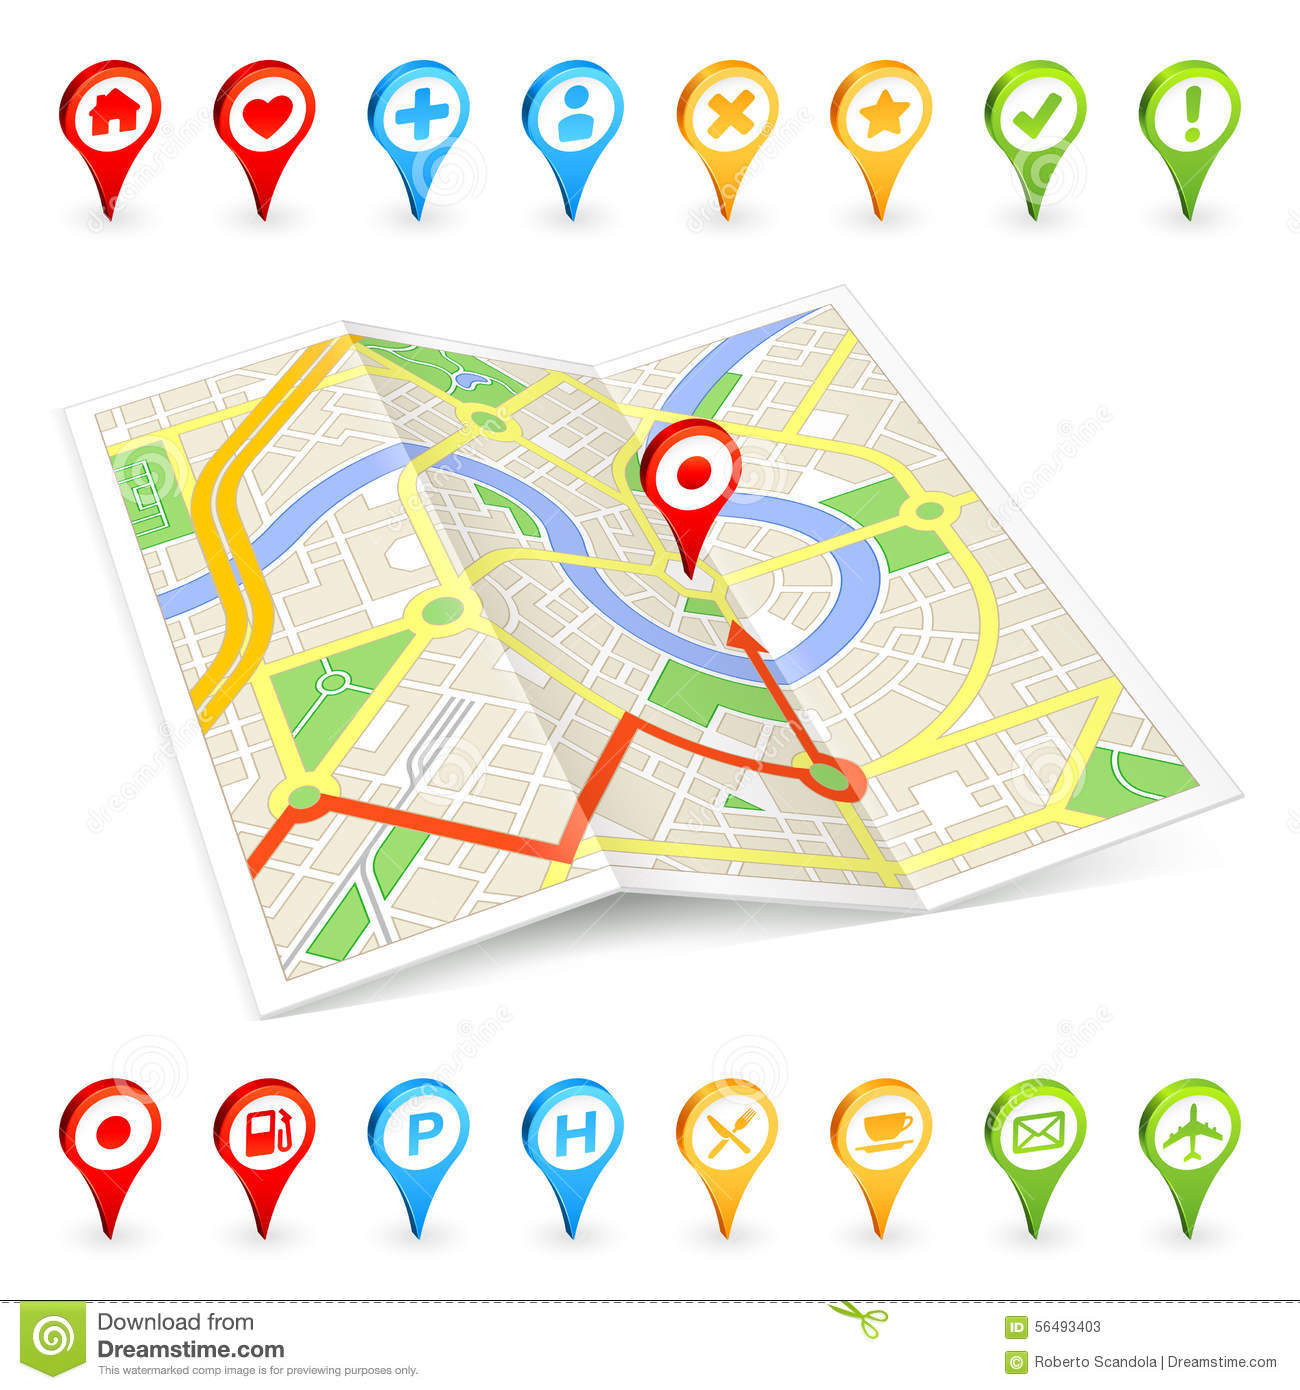 P
H
Download from
Dreamstime.com
This watermarked comp image is for previewing purposes only.
ID 56493403
© Roberto Scandola | Dreamstime.com